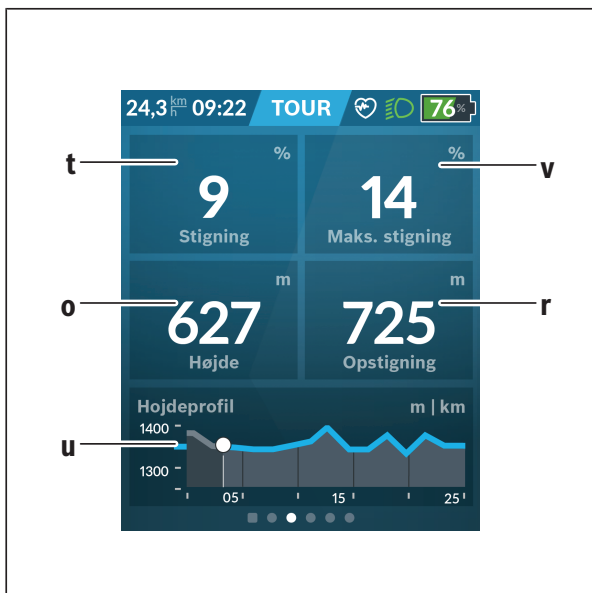 24,3 km/h 09:22 TOUR 76%
t % % v
9 14
Stigning Maks. stigning
o m m r
627 725
Højde Opstigning
Hojdeprofil m | km
1400
u
1300
05 15 25